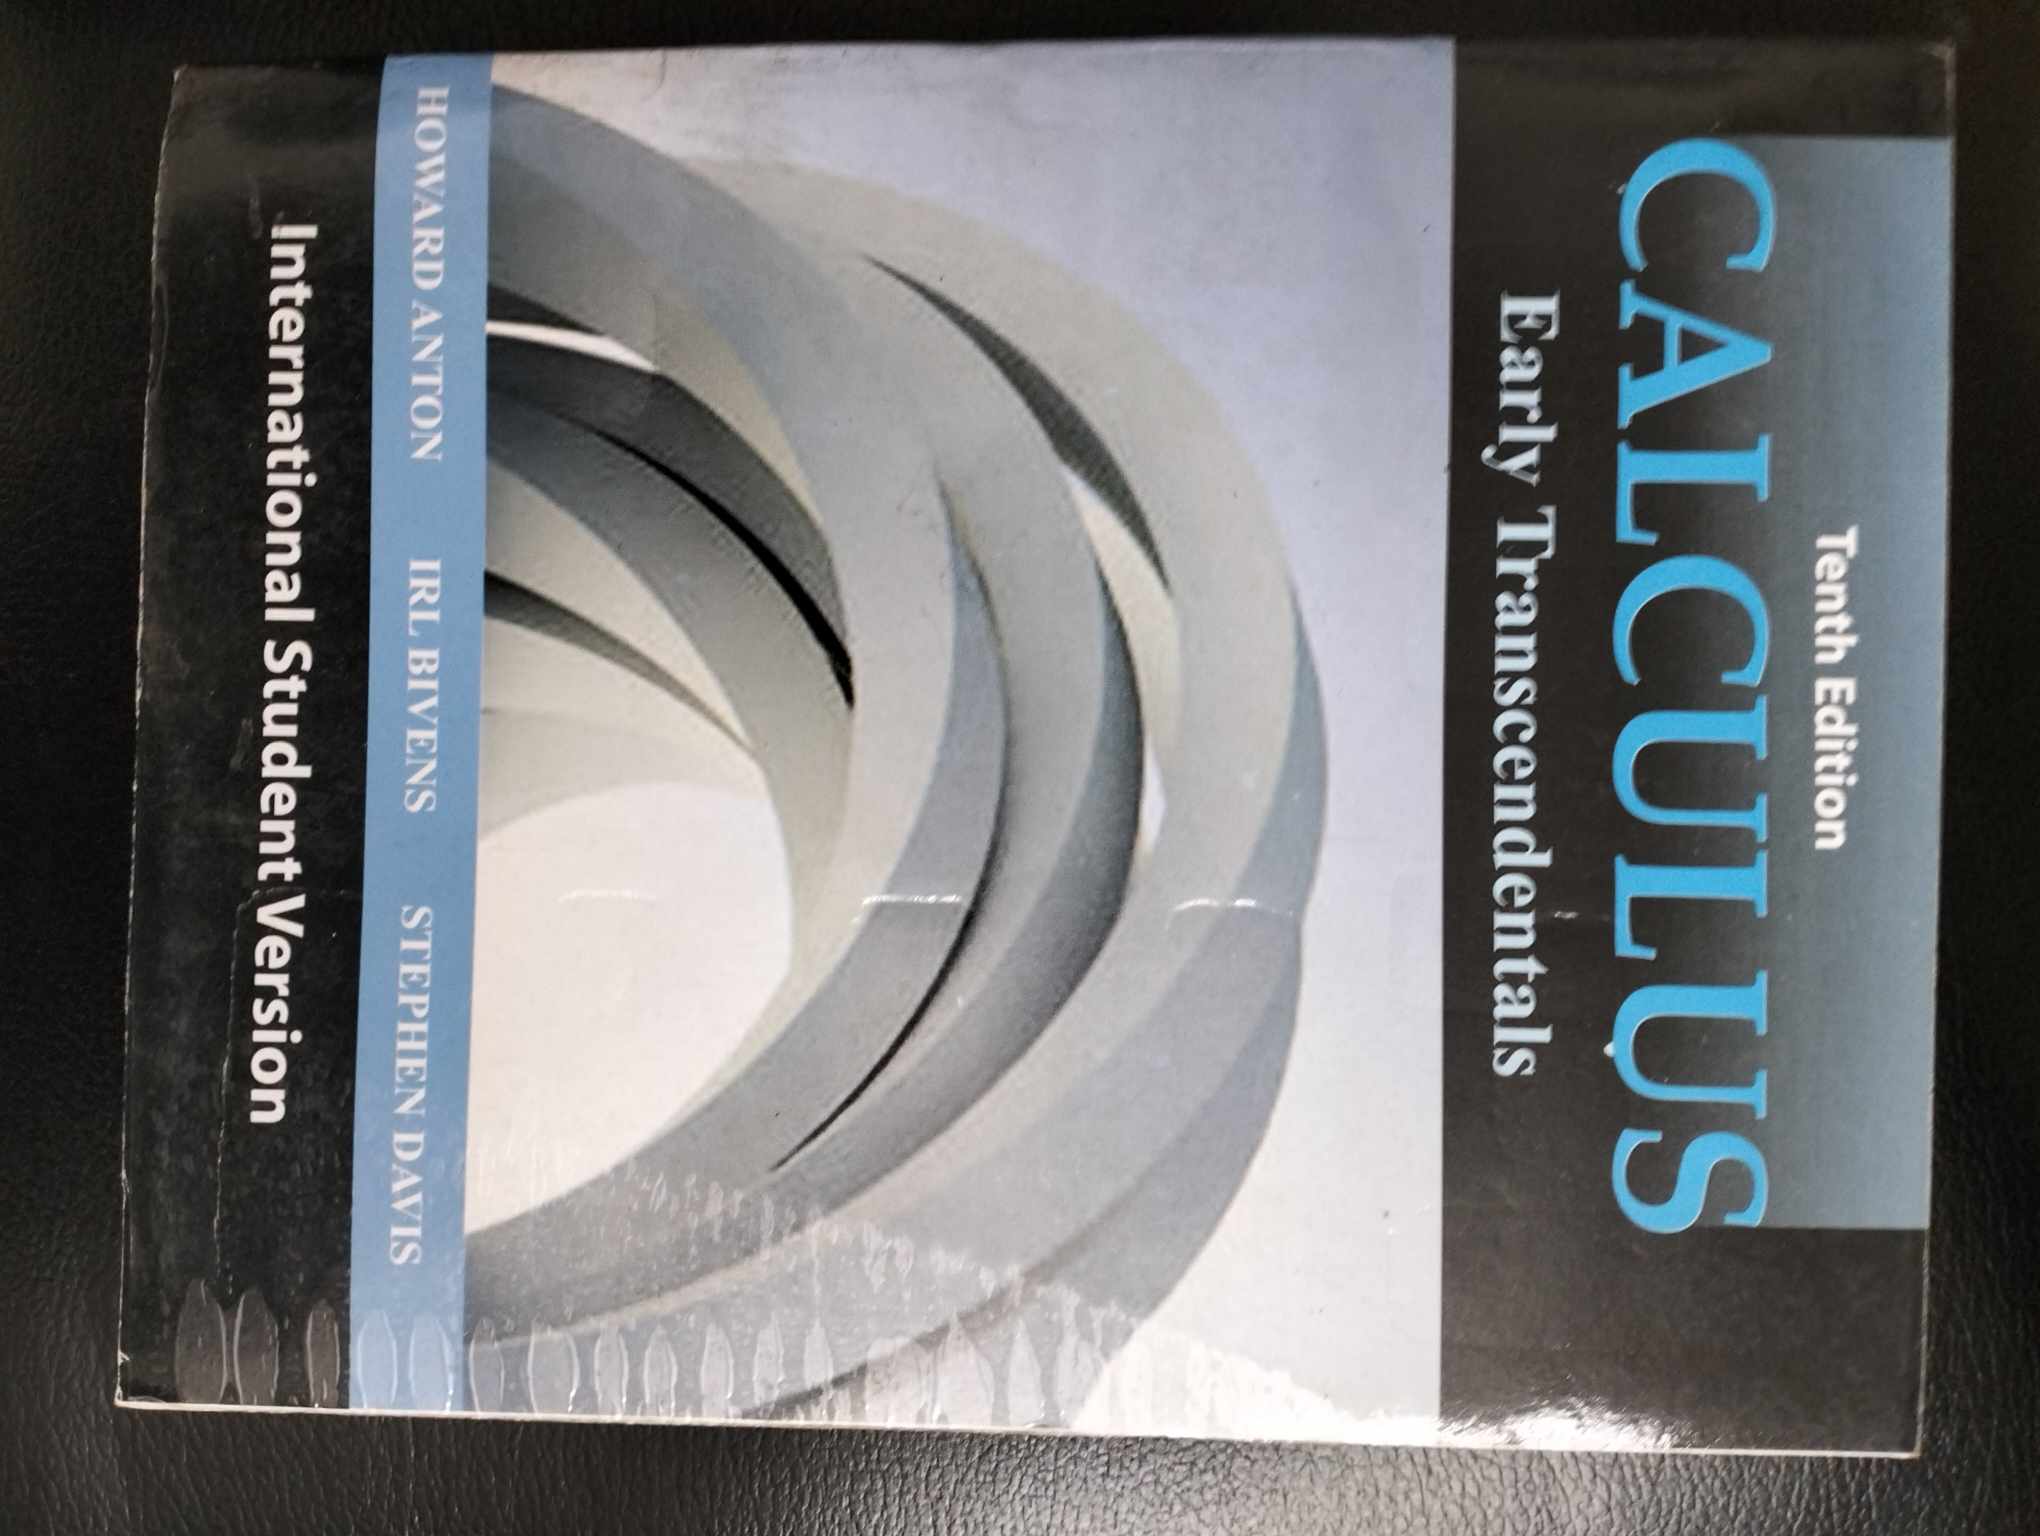 Tenth Edition
CALCULUS
Early Transcendentals
HOWARD ANTON IRL BIVENS STEPHEN DAVIS
International Student Version